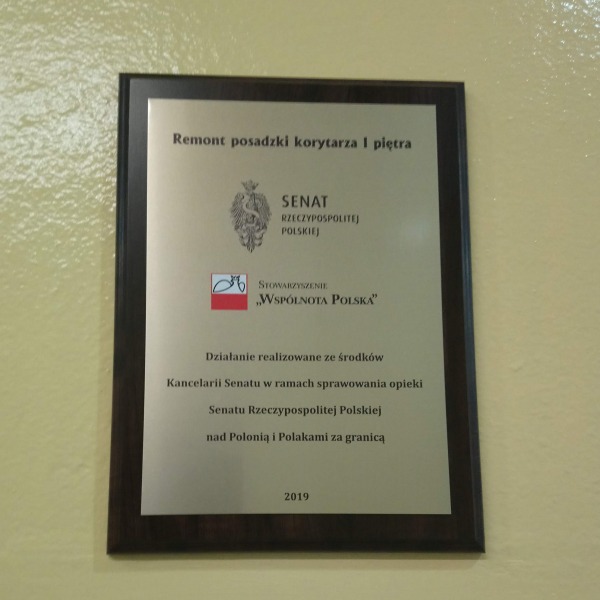 Remont posadzki korytarza I piętra
SENAT
RZECZYPOSPOLITEJ
POLSKIEJ
STOWARZYSZENIE
„WSPÓLNOTA POLSKA”
Działanie realizowane ze środków
Kancelarii Senatu w ramach sprawowania opieki
Senatu Rzeczypospolitej Polskiej
nad Polonią i Polakami za granicą
2019